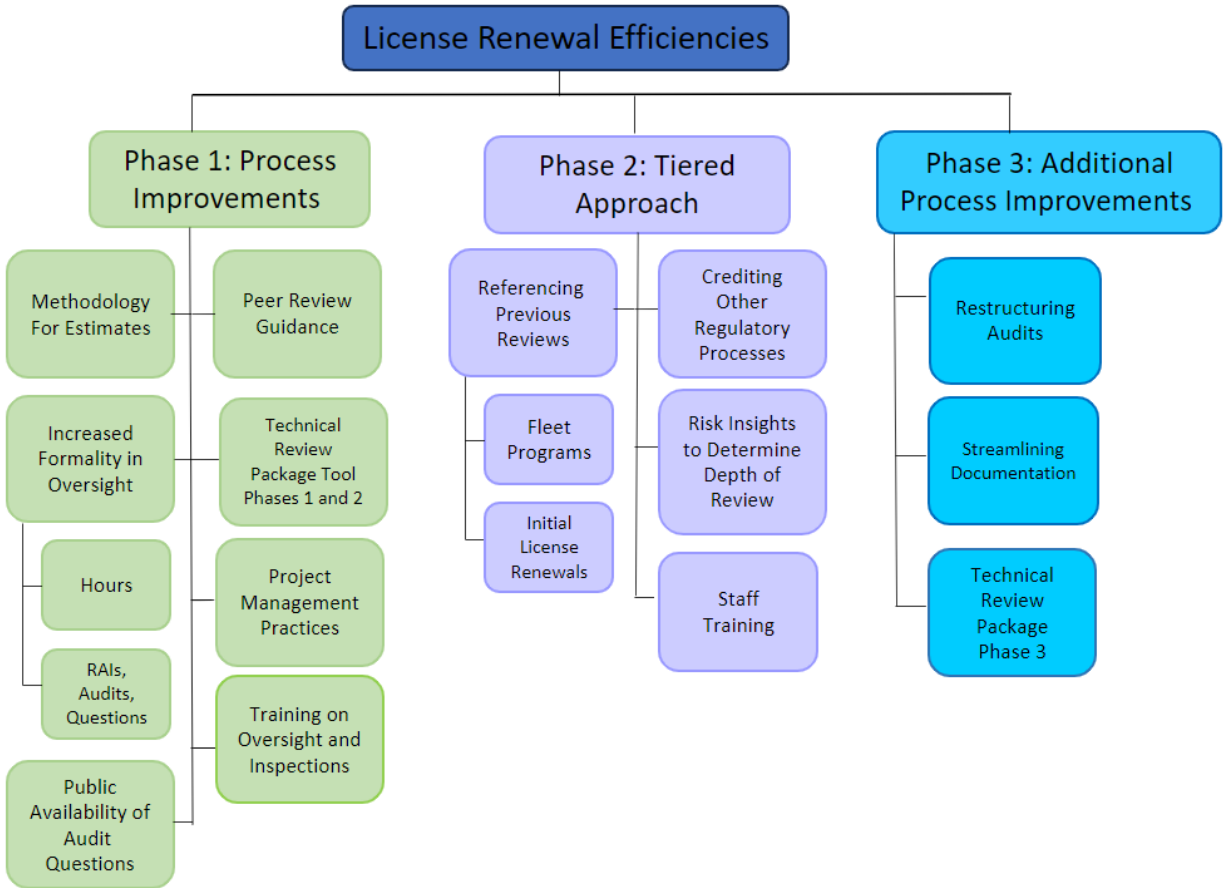 License Renewal Efficiencies
Phase 1: Process
Improvements
Methodology
For Estimates
Peer Review
Guidance
Increased
Formality in
Oversight
Technical
Review
Package Tool
Phases 1 and 2
Hours
Project
Management
Practices
RAIs,
Audits,
Questions
Training on
Oversight and
Inspections
Public
Availability of
Audit
Questions
Phase 2: Tiered
Approach
Referencing
Previous
Reviews
Crediting
Other
Regulatory
Processes
Fleet
Programs
Risk Insights
to Determine
Depth of
Review
Initial
License
Renewals
Staff
Training
Phase 3: Additional
Process Improvements
Restructuring
Audits
Streamlining
Documentation
Technical
Review
Package
Phase 3